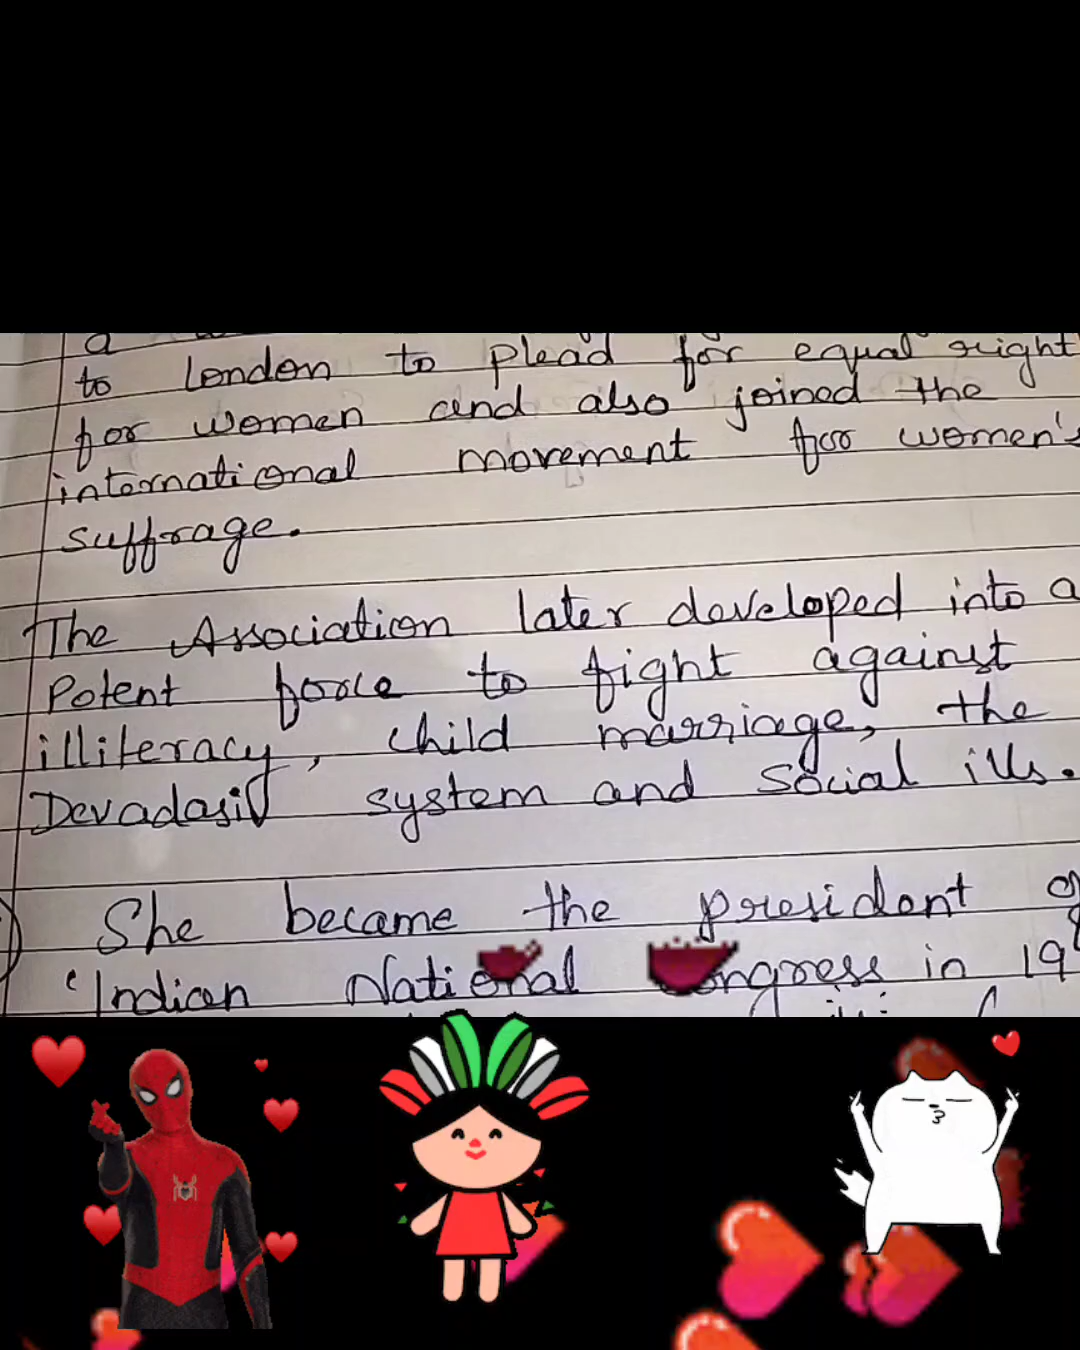 to London to plead for equal right
for women and also joined the
international movement for women's
suffrage.
The Association later developed into a
Potent force to fight against
illiteracy, child marriage, the
Devadasi system and Social ills.
She became the president of
'Indian National Congress in 19